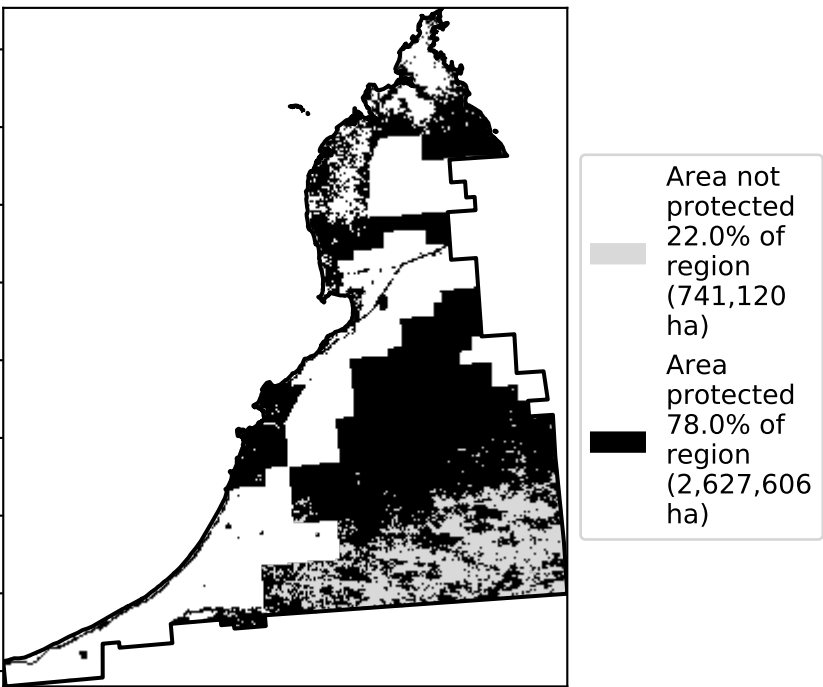 Area not
protected
22.0% of
region
(741,120
ha)
Area
protected
78.0% of
region
(2,627,606
ha)